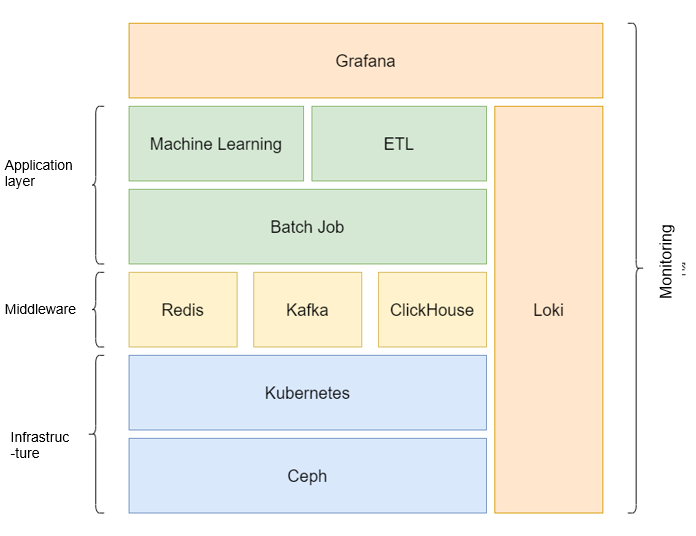 Grafana
Application
layer
Machine Learning
ETL
Batch Job
Middleware
Redis
Kafka
ClickHouse
Loki
Monitoring
Infrastruc
-ture
Kubernetes
Ceph